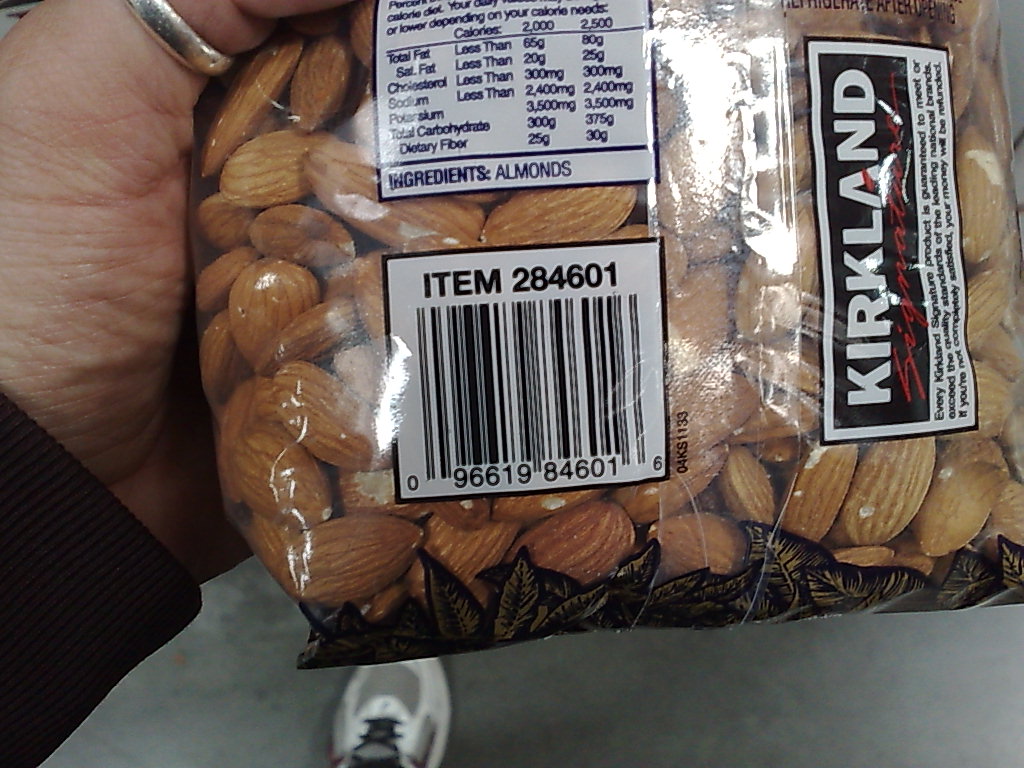 calorie diet. Your daily values
or lower depending on your calorie needs:
Calories: 2,000 2,500
Total Fat Less Than 65g 80g
Sat. Fat Less Than 20g 25g
Cholesterol Less Than 300mg 300mg
Sodium Less Than 2,400mg 2,400mg
Potassium 3,500mg 3,500mg
Total Carbohydrate 300g 375g
Dietary Fiber 25g 30g
INGREDIENTS: ALMONDS
ITEM 284601
0 96619 84601 6
04KS1133
REFRIGERATE AFTER OPENING
KIRKLAND
Signature
Every Kirkland Signature product is guaranteed to meet or
exceed the quality standards of the leading national brands.
If you're not completely satisfied, your money will be refunded.